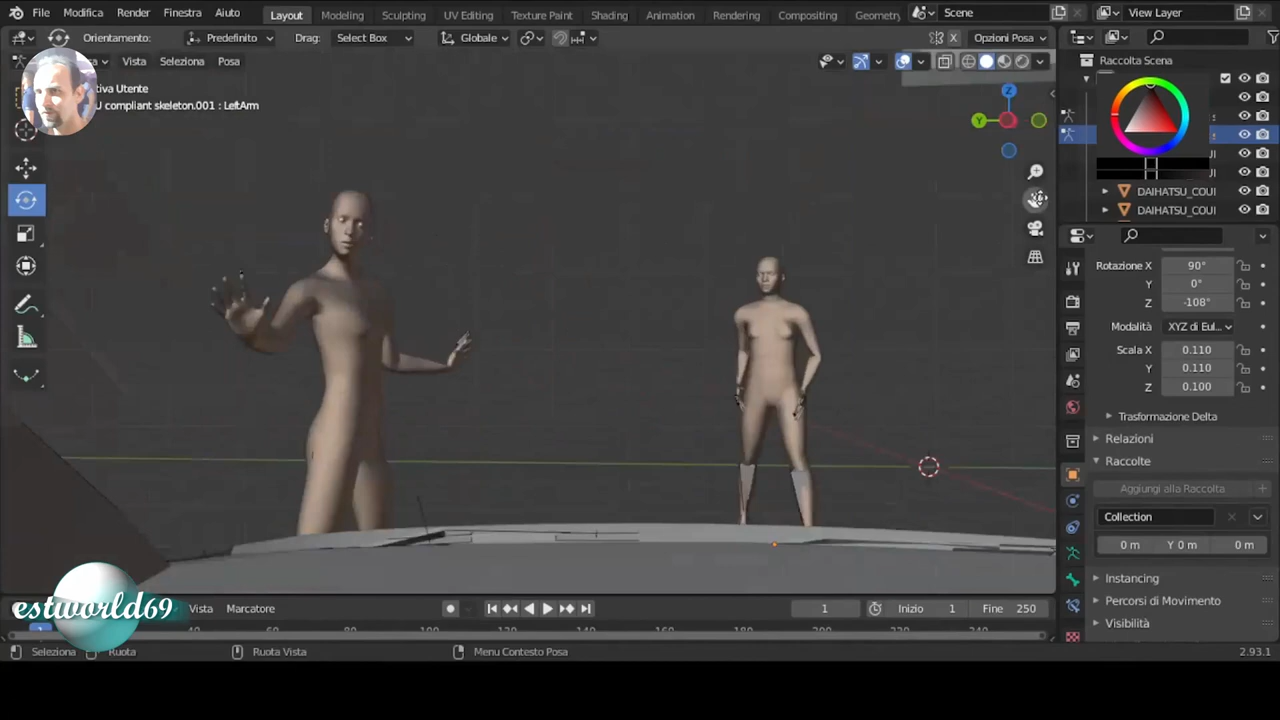 File Modifica Render Finestra Aiuto Layout Modeling Sculpting UV Editing Texture Paint Shading Animation Rendering Compositing Geometry Scene View Layer
Orientamento: Predefinito Drag: Select Box Globale Opzioni Posa
Vista Seleziona Posa
Raccolta Scena
tiva Utente
U compliant skeleton.001 : LeftArm
Z
Y
DAIHATSU_COUI
DAIHATSU_COUI
Rotazione X 90°
Y 0°
Z -108°
Modalità XYZ di Eul...
Scala X 0.110
Y 0.110
Z 0.100
Trasformazione Delta
Relazioni
Raccolte
Aggiungi alla Raccolta
Collection
0 m Y 0 m 0 m
Instancing
Percorsi di Movimento
Visibilità
estworld69
Vista Marcatore 1 Inizio 1 Fine 250
Seleziona Ruota Ruota Vista Menu Contesto Posa 2.93.1